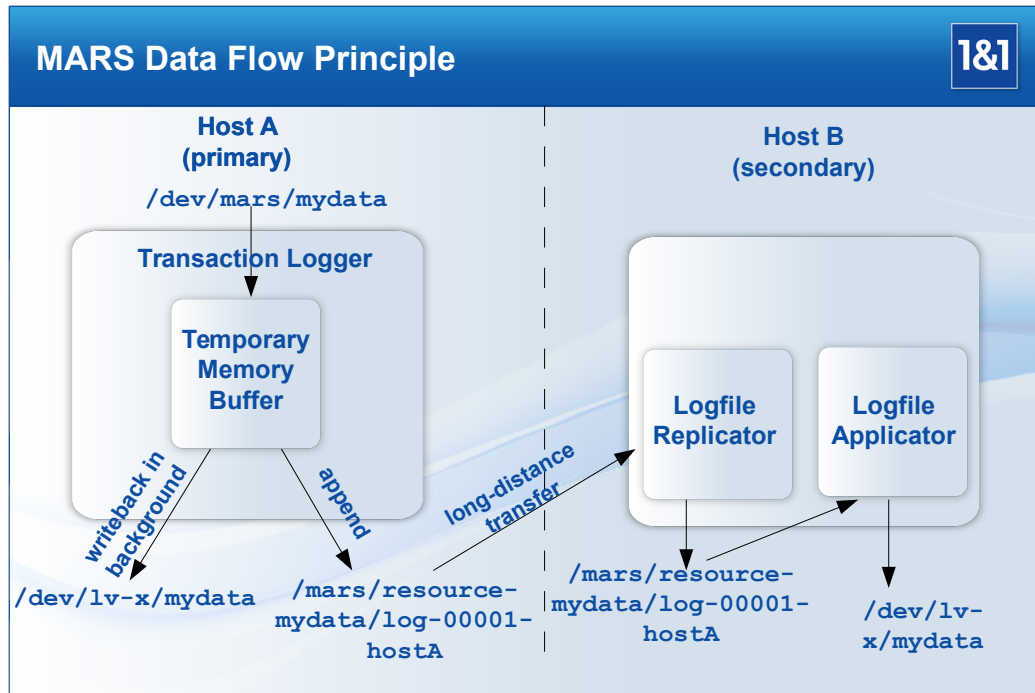 MARS Data Flow Principle
1&1
Host A
(primary)
/dev/mars/mydata
Transaction Logger
Temporary
Memory
Buffer
writeback in
background
append
/dev/lv-x/mydata
/mars/resource-
mydata/log-00001-
hostA
long-distance
transfer
Host B
(secondary)
Logfile
Replicator
Logfile
Applicator
/mars/resource-
mydata/log-00001-
hostA
/dev/lv-
x/mydata